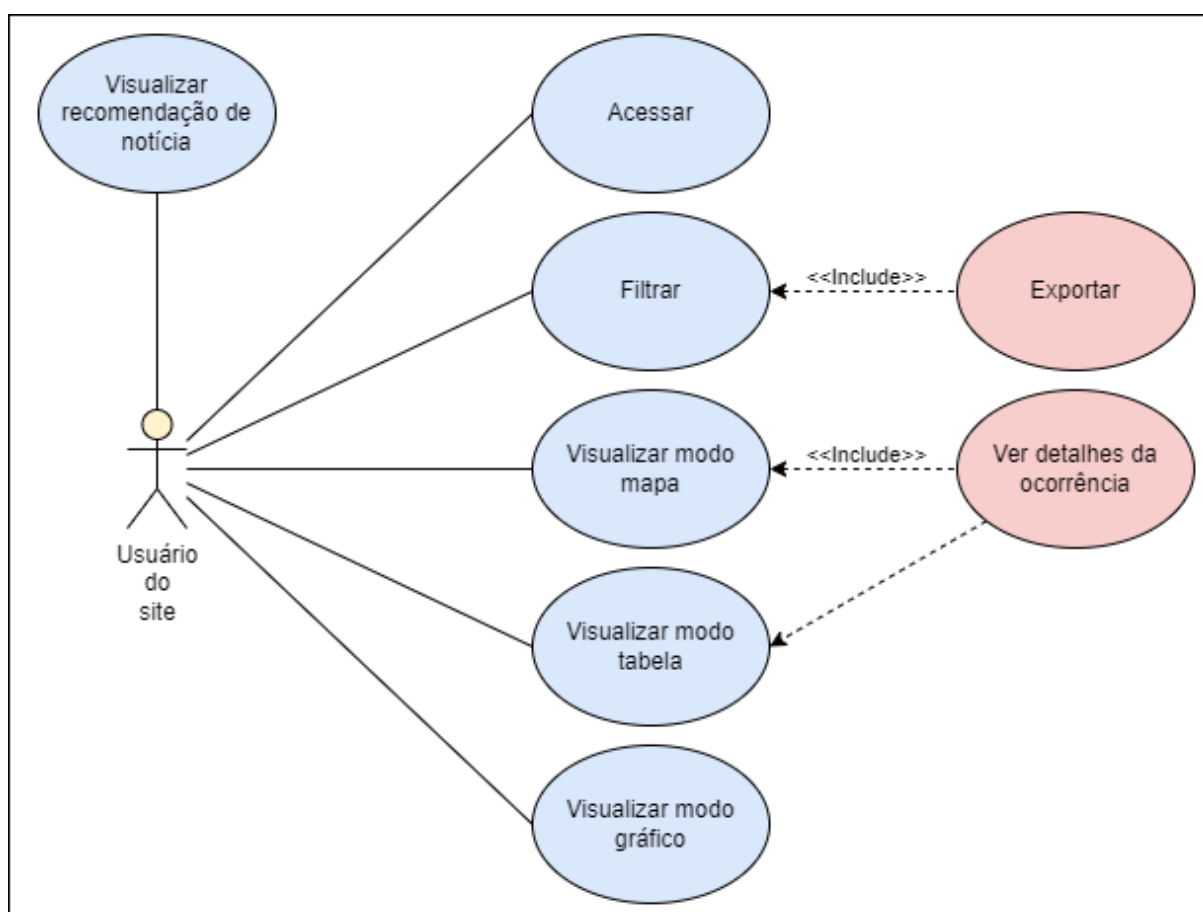 Visualizar
recomendação de
notícia
Acessar
Filtrar
<<Include>>
Exportar
Visualizar modo
mapa
<<Include>>
Ver detalhes da
ocorrência
Usuário
do
site
Visualizar modo
tabela
Visualizar modo
gráfico